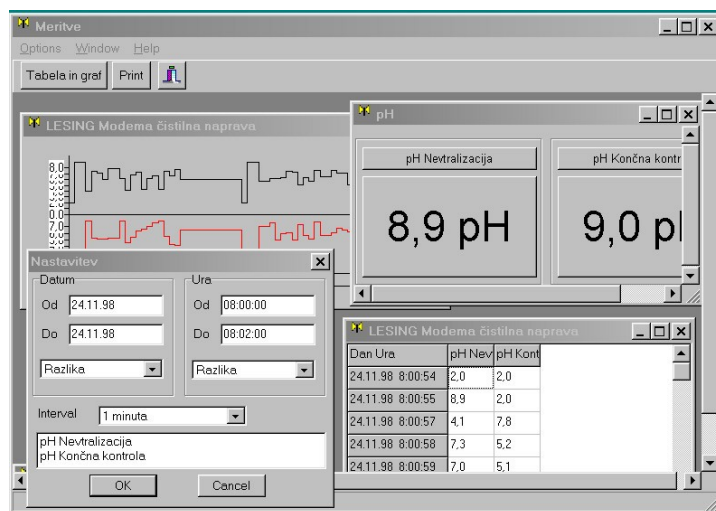 Meritve
Options Window Help
Tabela in graf Print
LESING Modema čistilna naprava
8,0
0,0
7,0
pH
pH Nevtralizacija pH Končna kontr
8,9 pH 9,0 p
Nastavitev
Datum Ura
Od 24.11.98 Od 08:00:00
Do 24.11.98 Do 08:02:00
Razlika Razlika
Interval 1 minuta
pH Nevtralizacija
pH Končna kontrola
OK Cancel
LESING Modema čistilna naprava
Dan Ura pH Nev pH Kont
24.11.98 8:00:54 2,0 2,0
24.11.98 8:00:55 8,9 2,0
24.11.98 8:00:57 4,1 7,8
24.11.98 8:00:58 7,3 5,2
24.11.98 8:00:59 7,0 5,1